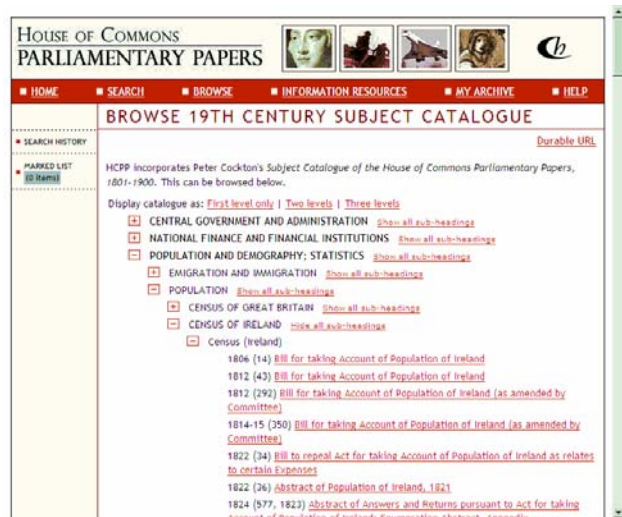 HOUSE OF COMMONS
PARLIAMENTARY PAPERS
Ch
HOME SEARCH BROWSE INFORMATION RESOURCES MY ARCHIVE HELP
BROWSE 19TH CENTURY SUBJECT CATALOGUE
SEARCH HISTORY
MARKED LIST
(0 items)
Durable URL
HCPP incorporates Peter Cockton's Subject Catalogue of the House of Commons Parliamentary Papers,
1801-1900. This can be browsed below.
Display catalogue as: First level only | Two levels | Three levels
CENTRAL GOVERNMENT AND ADMINISTRATION Show all sub-headings
NATIONAL FINANCE AND FINANCIAL INSTITUTIONS Show all sub-headings
POPULATION AND DEMOGRAPHY; STATISTICS Show all sub-headings
EMIGRATION AND IMMIGRATION Show all sub-headings
POPULATION Show all sub-headings
CENSUS OF GREAT BRITAIN Show all sub-headings
CENSUS OF IRELAND Hide all sub-headings
Census (Ireland)
1806 (14) Bill for taking Account of Population of Ireland
1812 (43) Bill for taking Account of Population of Ireland
1812 (292) Bill for taking Account of Population of Ireland (as amended by
Committee)
1814-15 (350) Bill for taking Account of Population of Ireland (as amended by
Committee)
1822 (34) Bill to repeal Act for taking Account of Population of Ireland as relates
to certain Expenses
1822 (36) Abstract of Population of Ireland, 1821
1824 (577, 1823) Abstract of Answers and Returns pursuant to Act for taking